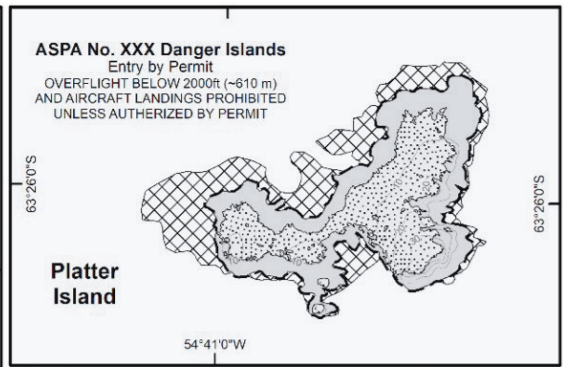 ASPA No. XXX Danger Islands
Entry by Permit
OVERFLIGHT BELOW 2000ft (~610 m)
AND AIRCRAFT LANDINGS PROHIBITED
UNLESS AUTHERIZED BY PERMIT
63°26'0"S
63°26'0"S
Platter
Island
54°41'0"W